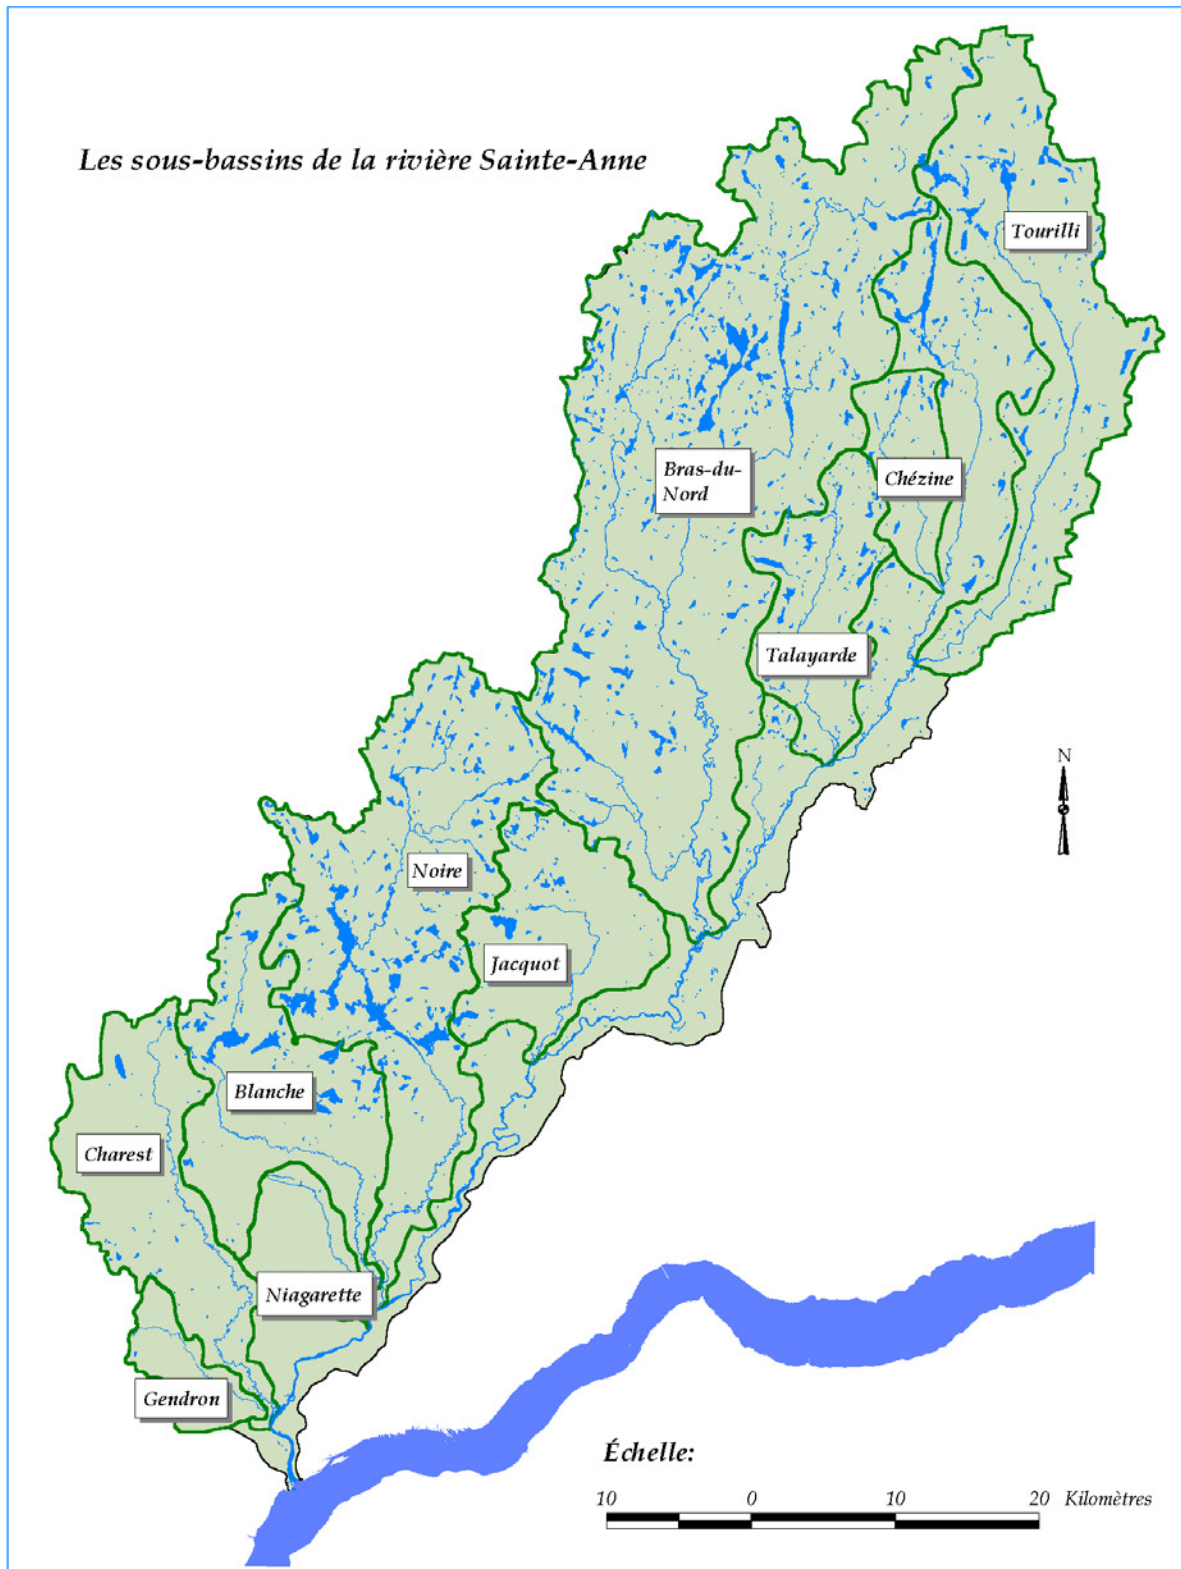 Les sous-bassins de la rivière Sainte-Anne
Tourilli
Bras-du-
Nord
Chézine
Talayarde
N
Noire
Jacquot
Blanche
Charest
Niagarette
Gendron
Échelle:
10 0 10 20 Kilomètres